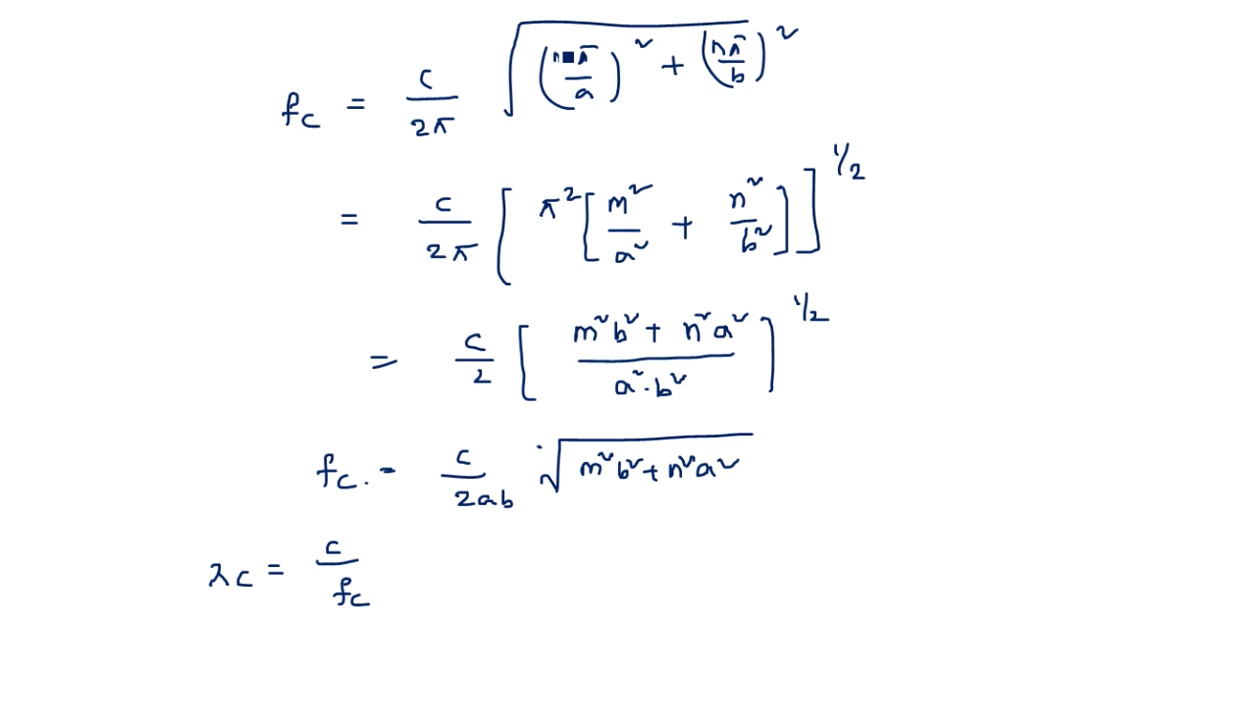 fc = c/2π √((mπ/a)² + (nπ/b)²)
= c/2π [π² [m²/a² + n²/b²]]^1/2
= c/2 [(m²b² + n²a²)/(a²·b²)]^1/2
fc. - c/2ab √(m²b² + n²a²)
λc = c/fc